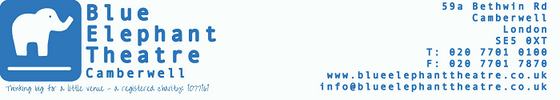 Blue
Elephant
Theatre
Camberwell
Thinking big for a little venue - a registered charity: 1077161
59a Bethwin Rd
Camberwell
London
SE5 0XT
T: 020 7701 0100
F: 020 7701 7870
www.blueelephanttheatre.co.uk
info@blueelephanttheatre.co.uk